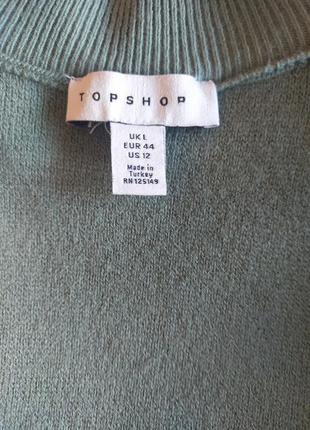 TOPSHOP
UK L
EUR 44
US 12
Made in
Turkey
RN125149